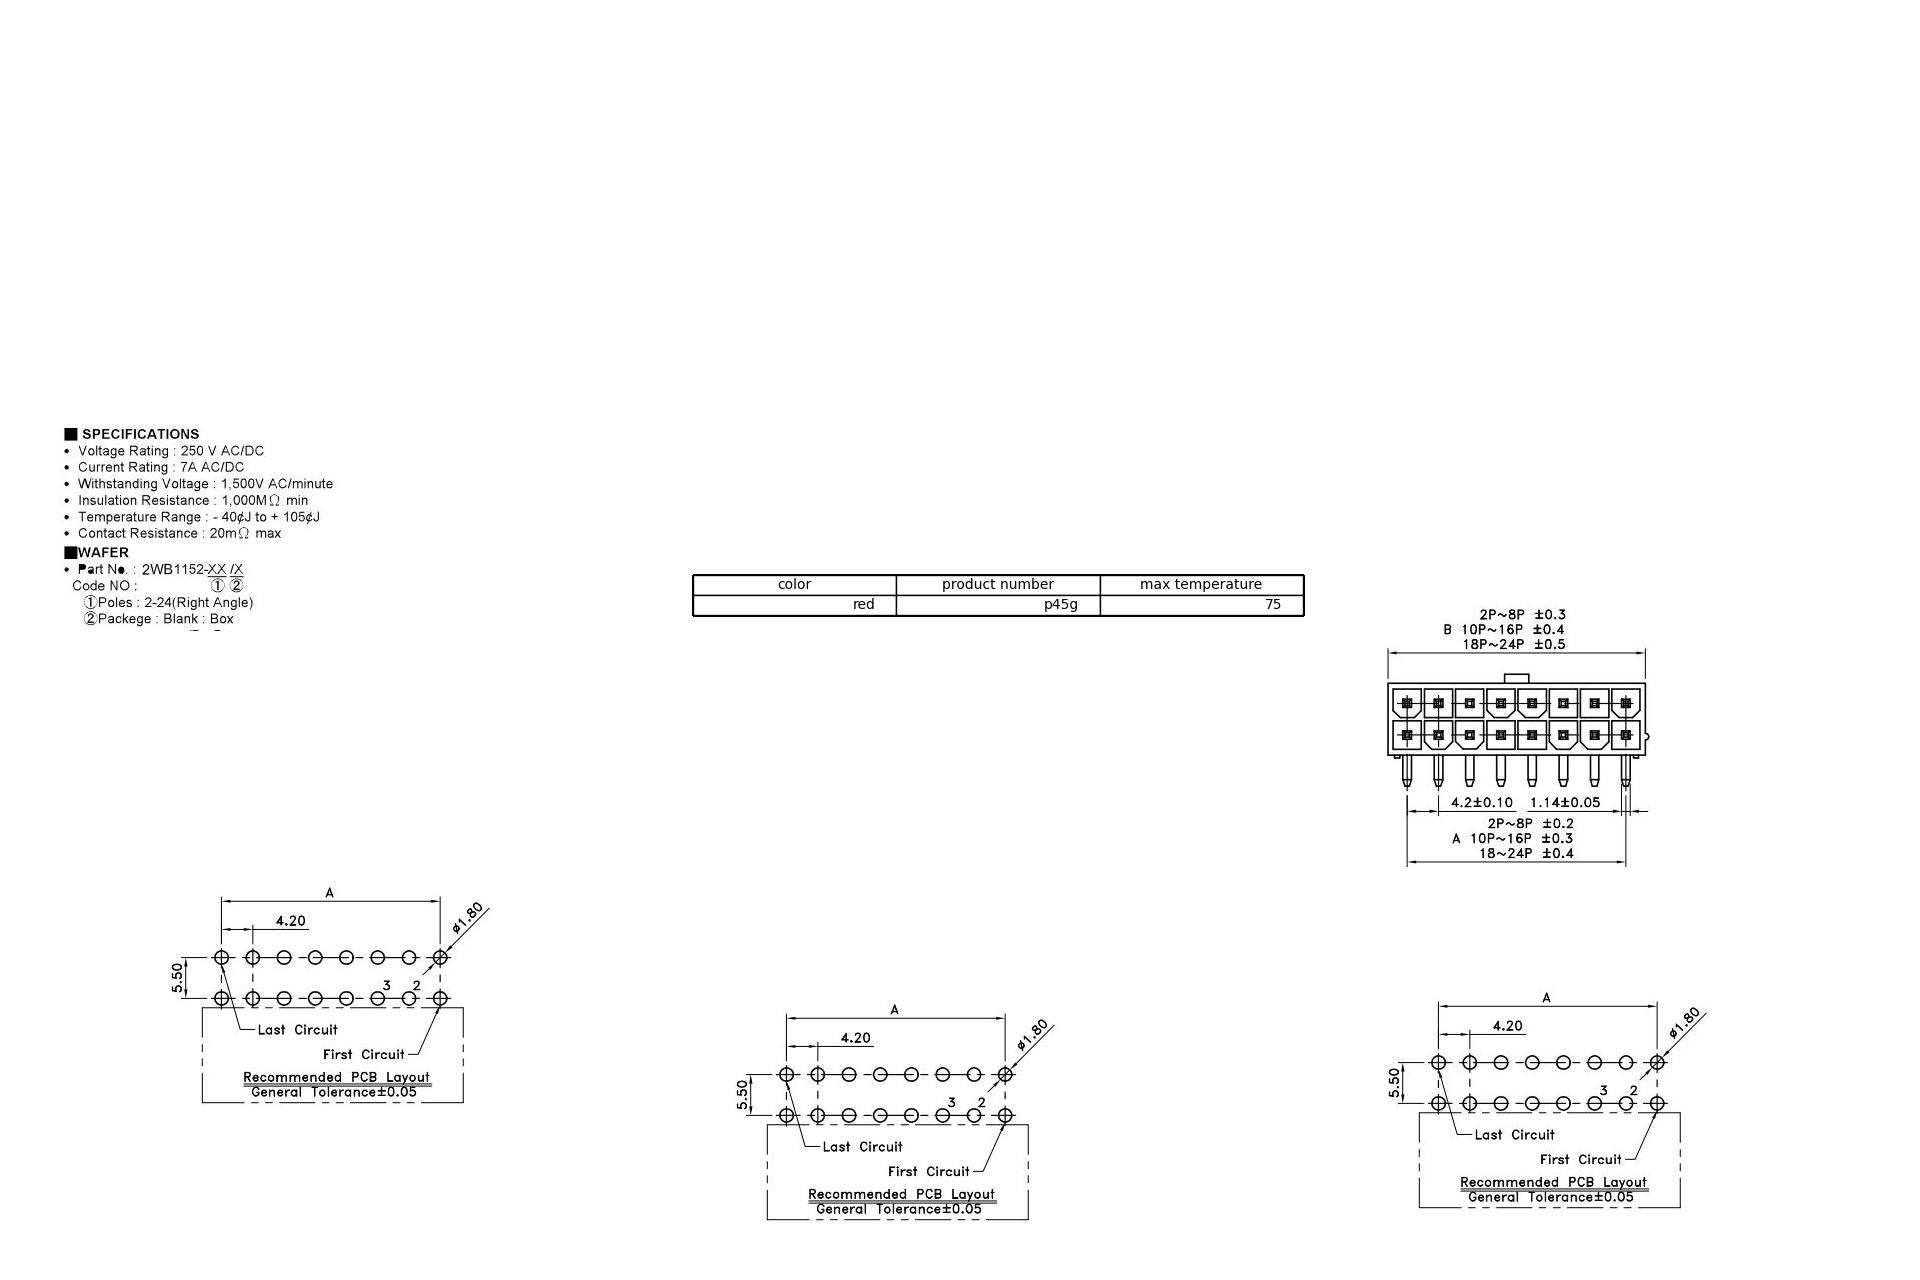 ■ SPECIFICATIONS
• Voltage Rating : 250 V AC/DC
• Current Rating : 7A AC/DC
• Withstanding Voltage : 1,500V AC/minute
• Insulation Resistance : 1,000MΩ min
• Temperature Range : - 40¢J to + 105¢J
• Contact Resistance : 20mΩ max
■WAFER
• Part No. : 2WB1152-XX /X
Code NO : ① ②
①Poles : 2-24(Right Angle)
②Packege : Blank : Box
color product number max temperature
red p45g 75
2P~8P ±0.3
B 10P~16P ±0.4
18P~24P ±0.5
4.2±0.10 1.14±0.05
2P~8P ±0.2
A 10P~16P ±0.3
18~24P ±0.4
A
4.20
ø1.80
5.50
3 2
Last Circuit
First Circuit
Recommended PCB Layout
General Tolerance±0.05
A
4.20
ø1.80
5.50
3 2
Last Circuit
First Circuit
Recommended PCB Layout
General Tolerance±0.05
A
4.20
ø1.80
5.50
3 2
Last Circuit
First Circuit
Recommended PCB Layout
General Tolerance±0.05